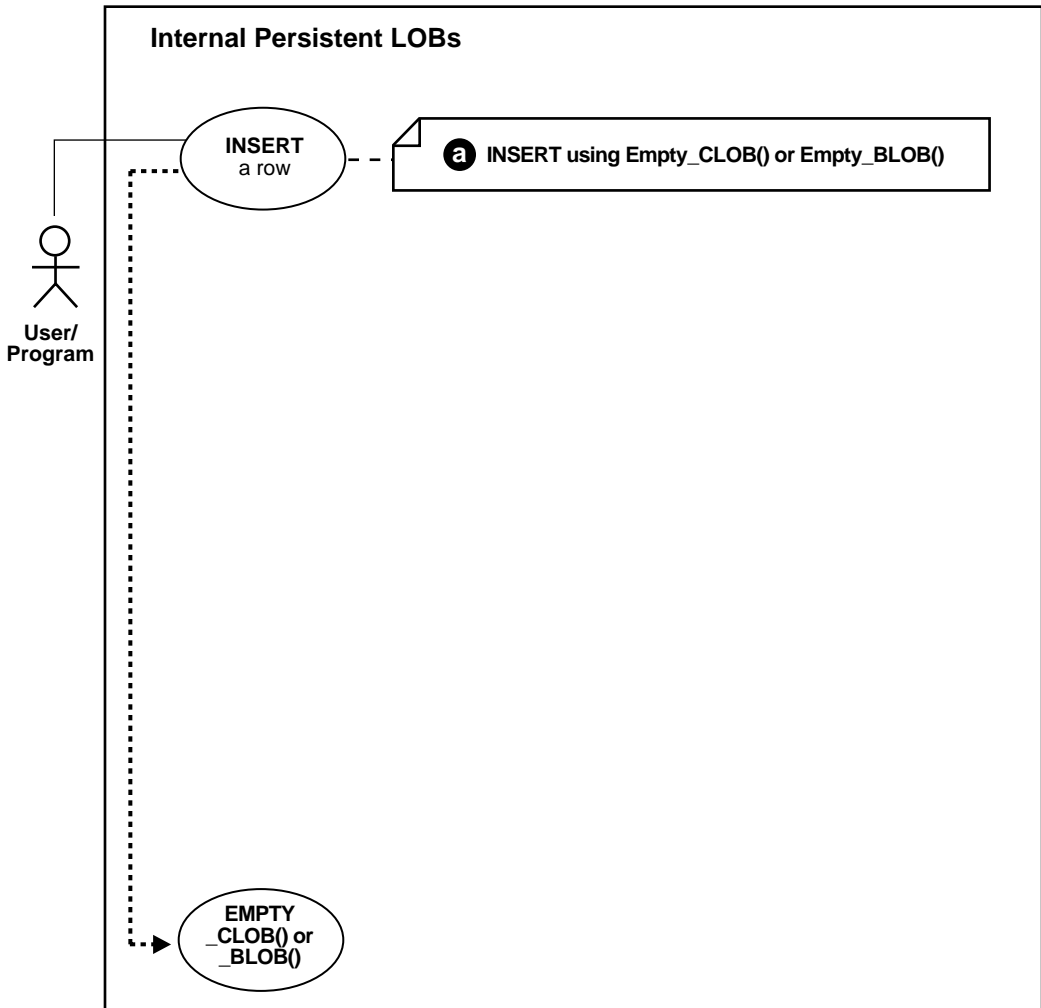 Internal Persistent LOBs
INSERT
a row
a INSERT using Empty_CLOB() or Empty_BLOB()
User/
Program
EMPTY
_CLOB() or
_BLOB()